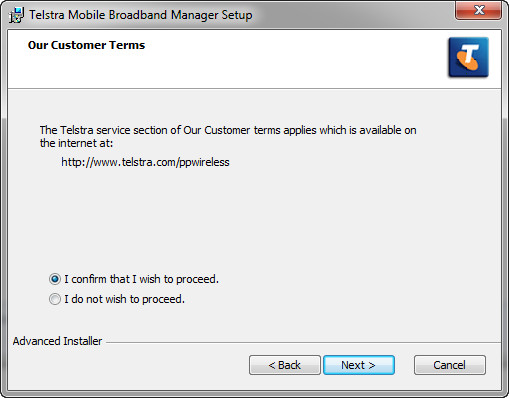 Telstra Mobile Broadband Manager Setup
Our Customer Terms
T
The Telstra service section of Our Customer terms applies which is available on
the internet at:
http://www.telstra.com/ppwireless
I confirm that I wish to proceed.
I do not wish to proceed.
Advanced Installer
< Back
Next >
Cancel